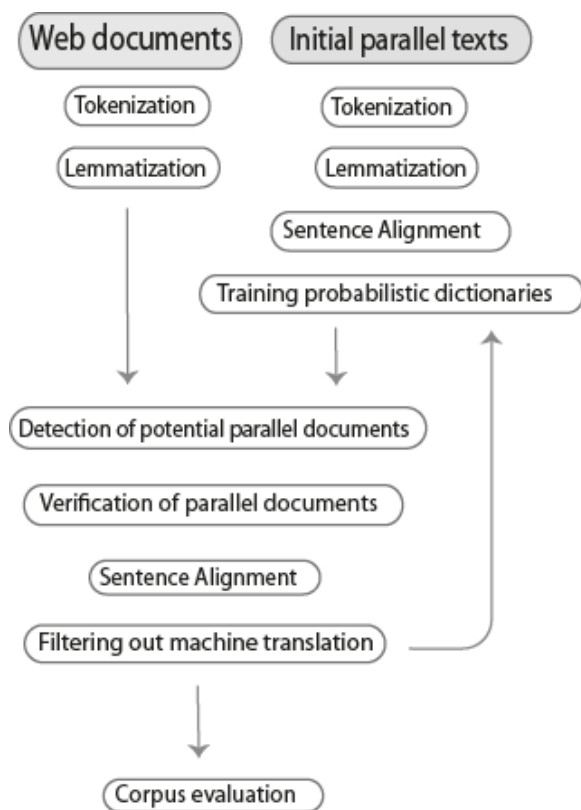 Web documents
Initial parallel texts
Tokenization
Tokenization
Lemmatization
Lemmatization
Sentence Alignment
Training probabilistic dictionaries
Detection of potential parallel documents
Verification of parallel documents
Sentence Alignment
Filtering out machine translation
Corpus evaluation